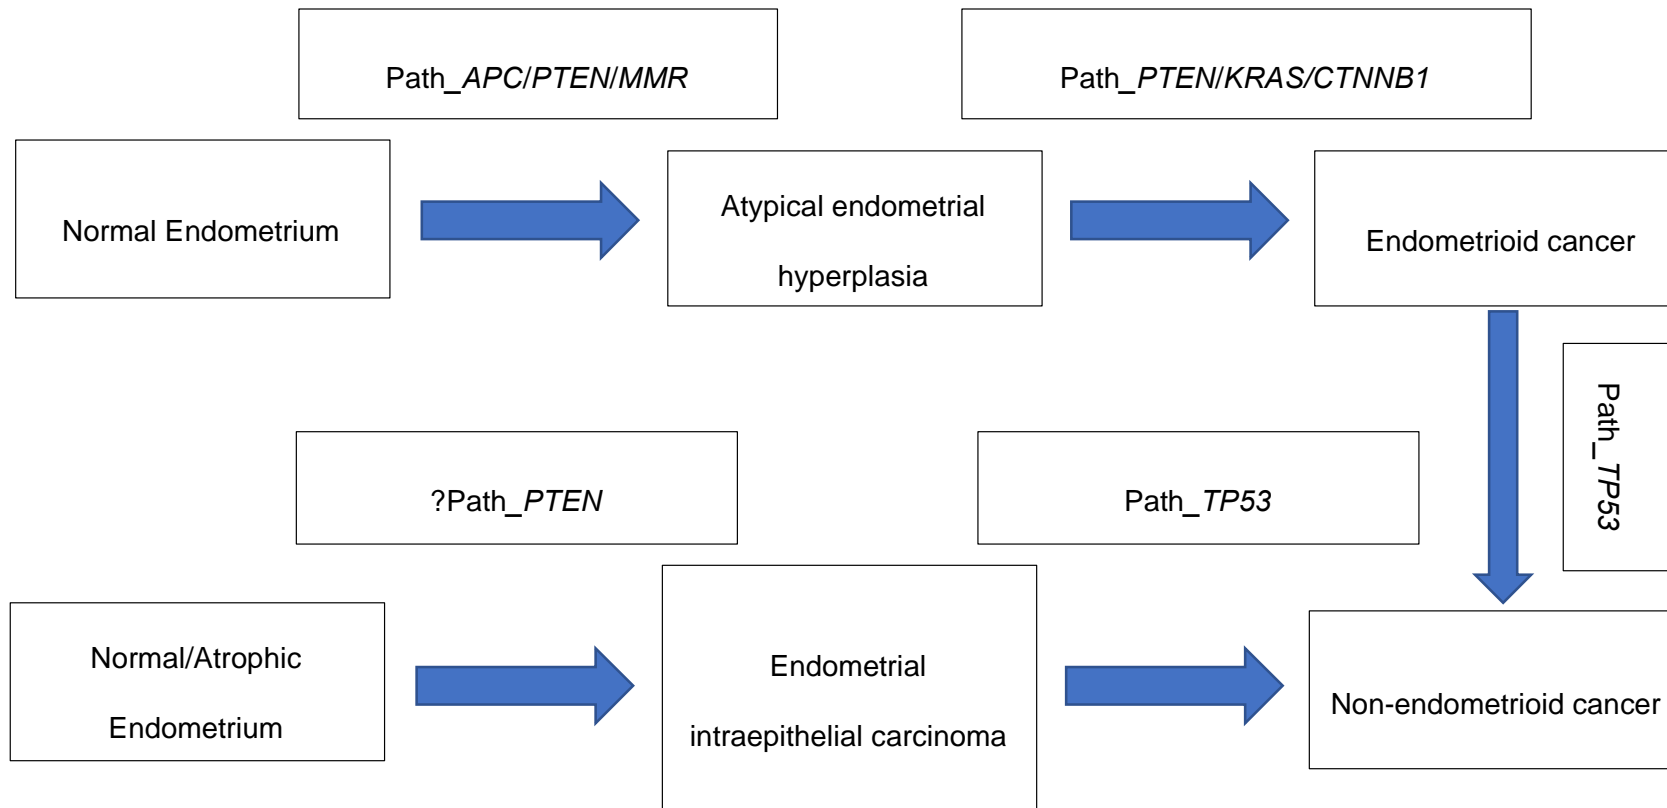 Path_APC/PTEN/MMR
Path_PTEN/KRAS/CTNNB1
Normal Endometrium
Atypical endometrial
hyperplasia
Endometrioid cancer
Path_TP53
?Path_PTEN
Path_TP53
Normal/Atrophic
Endometrium
Endometrial
intraepithelial carcinoma
Non-endometrioid cancer